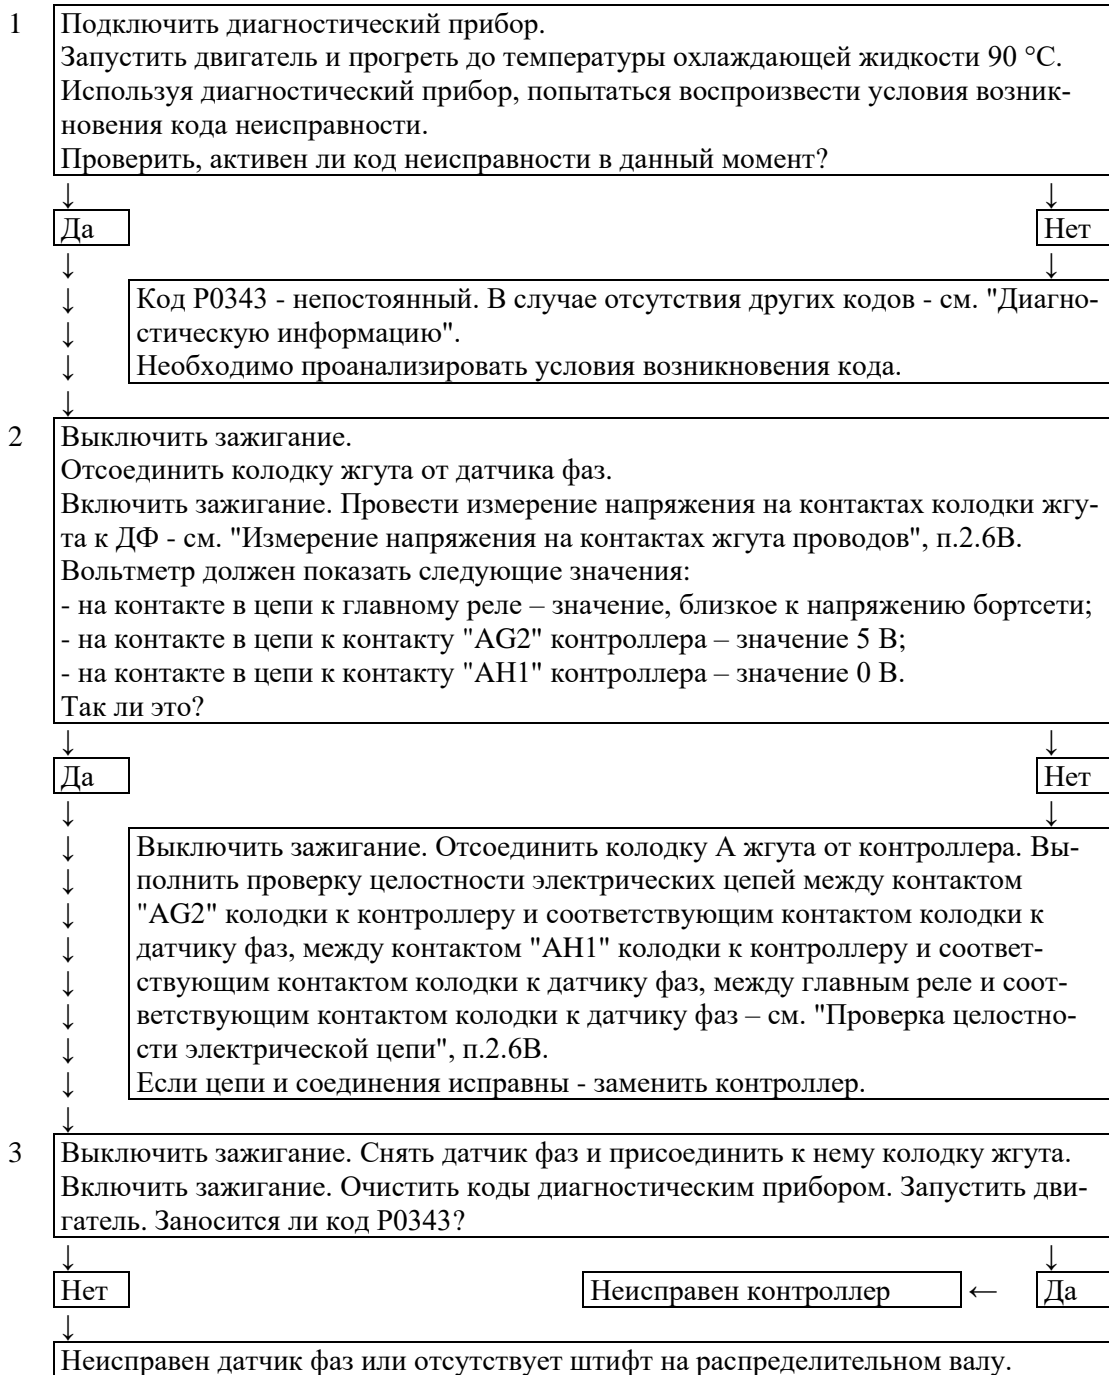 1 Подключить диагностический прибор.
Запустить двигатель и прогреть до температуры охлаждающей жидкости 90 °С.
Используя диагностический прибор, попытаться воспроизвести условия возник-
новения кода неисправности.
Проверить, активен ли код неисправности в данный момент?
↓ ↓
Да Нет
↓ ↓
↓ Код Р0343 - непостоянный. В случае отсутствия других кодов - см. "Диагно-
↓ стическую информацию".
↓ Необходимо проанализировать условия возникновения кода.
↓
2 Выключить зажигание.
Отсоединить колодку жгута от датчика фаз.
Включить зажигание. Провести измерение напряжения на контактах колодки жгу-
та к ДФ - см. "Измерение напряжения на контактах жгута проводов", п.2.6В.
Вольтметр должен показать следующие значения:
- на контакте в цепи к главному реле – значение, близкое к напряжению бортсети;
- на контакте в цепи к контакту "AG2" контроллера – значение 5 В;
- на контакте в цепи к контакту "АН1" контроллера – значение 0 В.
Так ли это?
↓ ↓
Да Нет
↓ ↓
↓ Выключить зажигание. Отсоединить колодку А жгута от контроллера. Вы-
↓ полнить проверку целостности электрических цепей между контактом
↓ "AG2" колодки к контроллеру и соответствующим контактом колодки к
↓ датчику фаз, между контактом "АН1" колодки к контроллеру и соответ-
↓ ствующим контактом колодки к датчику фаз, между главным реле и соот-
↓ ветствующим контактом колодки к датчику фаз – см. "Проверка целостно-
↓ сти электрической цепи", п.2.6В.
↓ Если цепи и соединения исправны - заменить контроллер.
↓
3 Выключить зажигание. Снять датчик фаз и присоединить к нему колодку жгута.
Включить зажигание. Очистить коды диагностическим прибором. Запустить дви-
гатель. Заносится ли код Р0343?
↓ ↓
Нет Неисправен контроллер ← Да
↓
Неисправен датчик фаз или отсутствует штифт на распределительном валу.